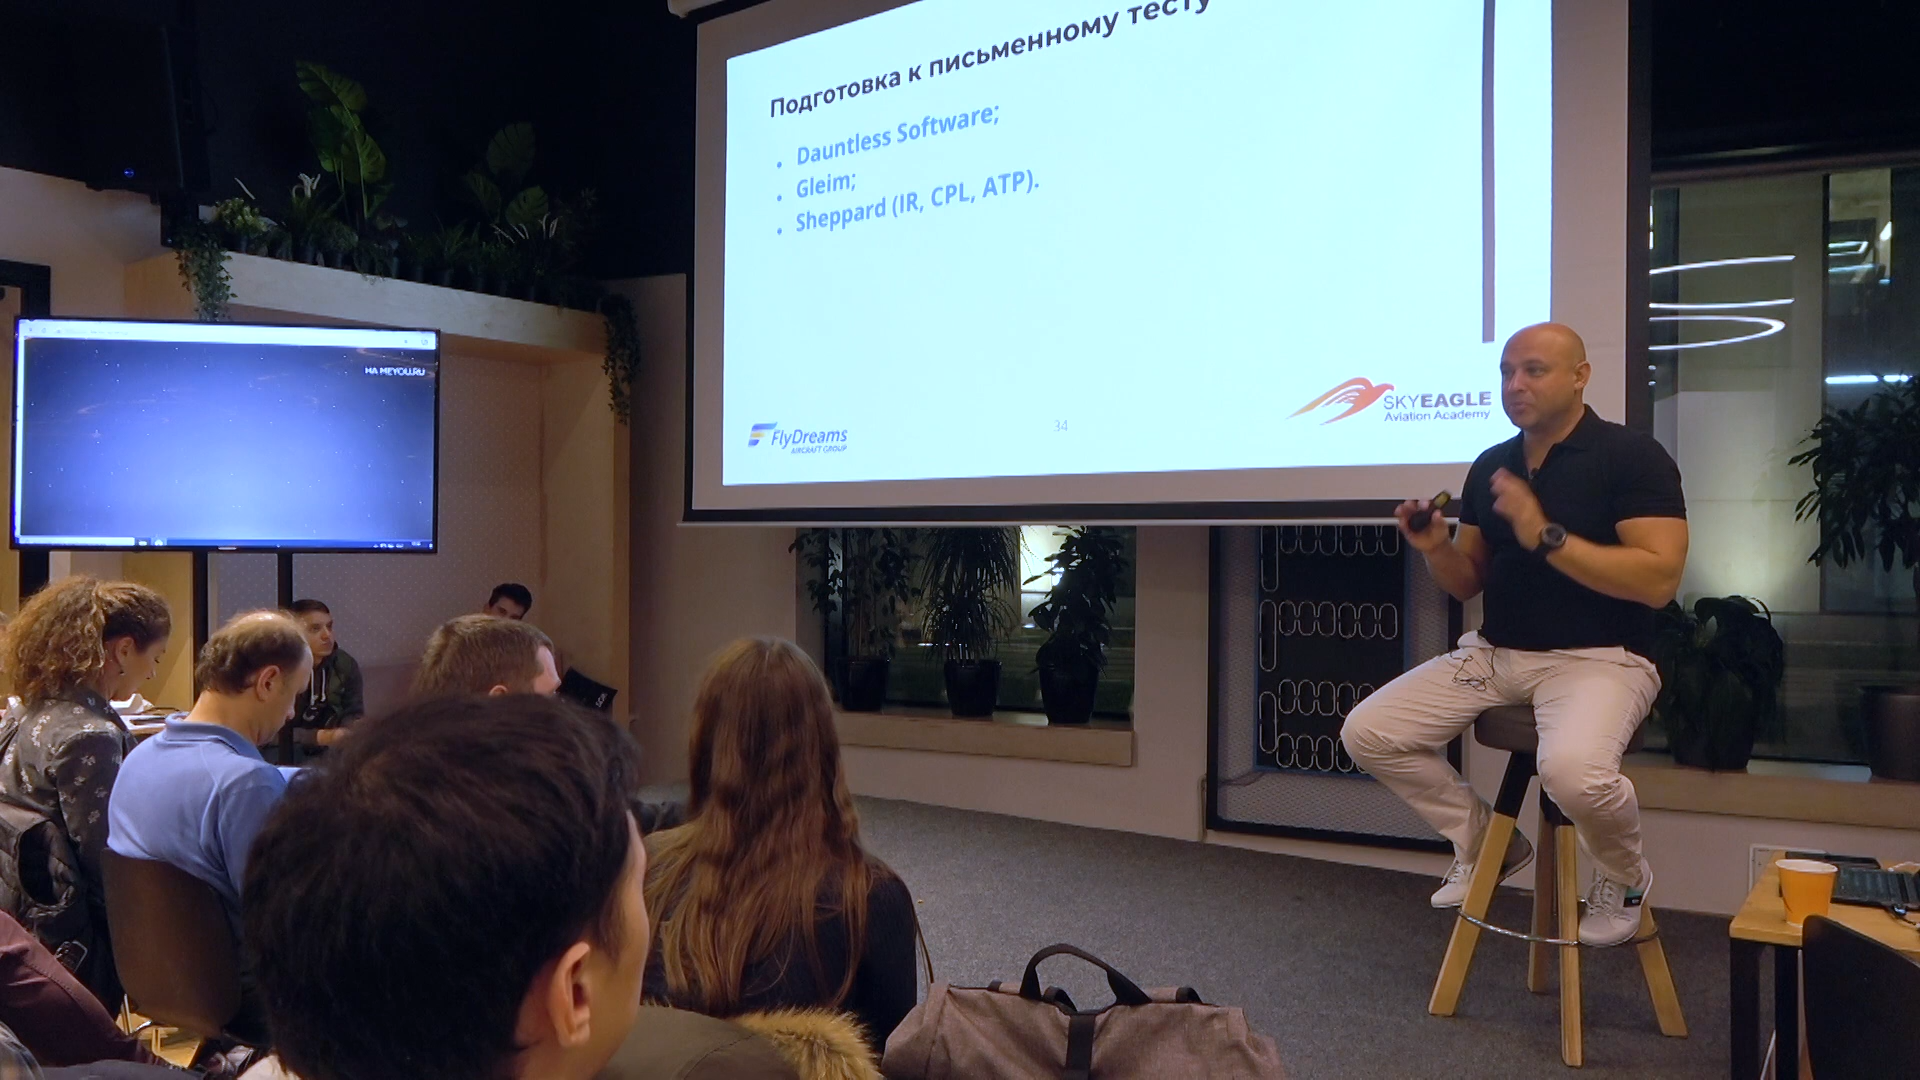 Подготовка к письменному тесту
• Dauntless Software;
• Gleim;
• Sheppard (IR, CPL, ATP).
SKYEAGLE
Aviation Academy
FlyDreams
AIRCRAFT GROUP
34
НА MEYOU.RU